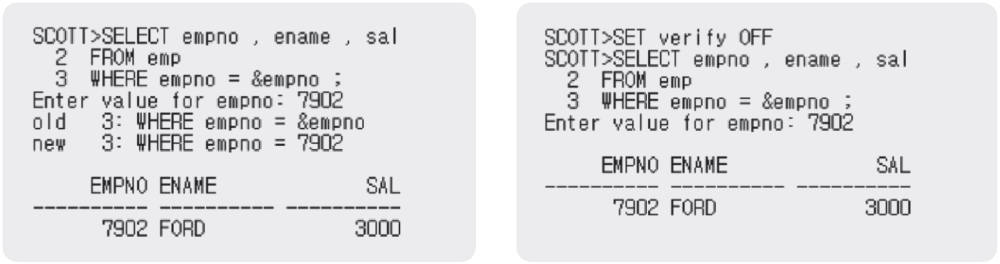 SCOTT>SELECT empno , ename , sal
2 FROM emp
3 WHERE empno = &empno ;
Enter value for empno: 7902
old 3: WHERE empno = &empno
new 3: WHERE empno = 7902
EMPNO ENAME SAL
---------- ---------- ----------
7902 FORD 3000
SCOTT>SET verify OFF
SCOTT>SELECT empno , ename , sal
2 FROM emp
3 WHERE empno = &empno ;
Enter value for empno: 7902
EMPNO ENAME SAL
---------- ---------- ----------
7902 FORD 3000